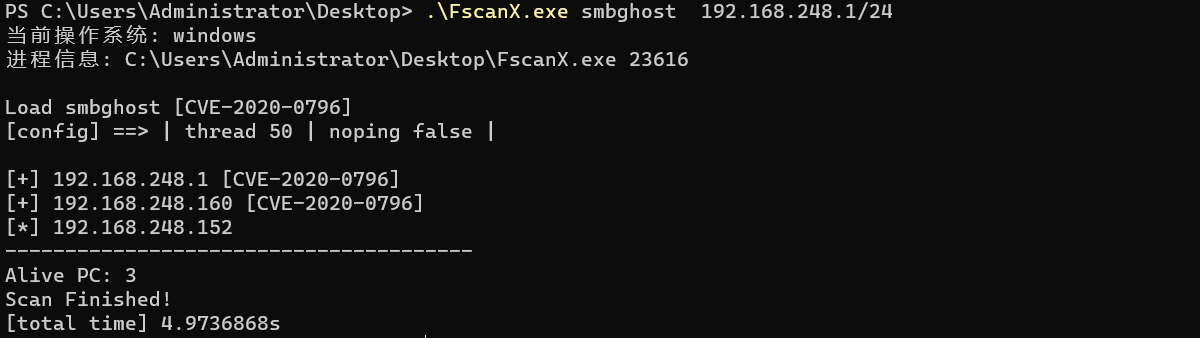 PS C:\Users\Administrator\Desktop> .\FscanX.exe smbghost  192.168.248.1/24
当前操作系统: windows
进程信息: C:\Users\Administrator\Desktop\FscanX.exe 23616
Load smbghost [CVE-2020-0796]
[config] ==> | thread 50 | noping false |
[+] 192.168.248.1 [CVE-2020-0796]
[+] 192.168.248.160 [CVE-2020-0796]
[*] 192.168.248.152
---------------------------------------
Alive PC: 3
Scan Finished!
[total time] 4.9736868s